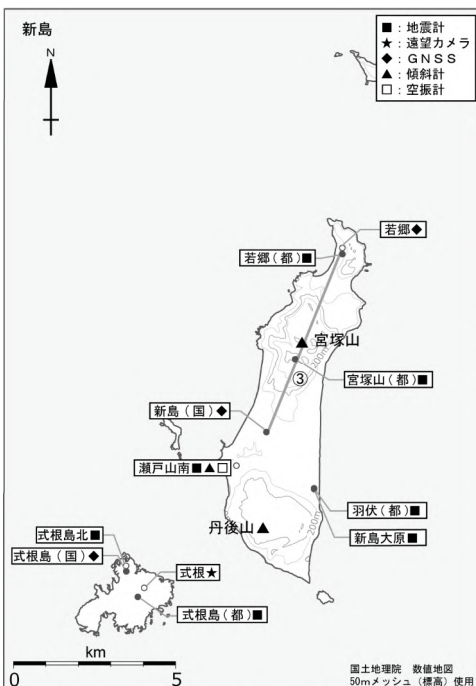 新島
■：地震計
★：遠望カメラ
◆：ＧＮＳＳ
▲：傾斜計
□：空振計
N
若郷◆
若郷（都）■
宮塚山
200m
宮塚山（都）■
③
新島（国）◆
瀬戸山南■▲□
羽伏（都）■
200m
丹後山
新島大原■
式根島北■
式根島（国）◆
式根★
式根島（都）■
km
0 5
国土地理院　数値地図
50mメッシュ（標高）使用